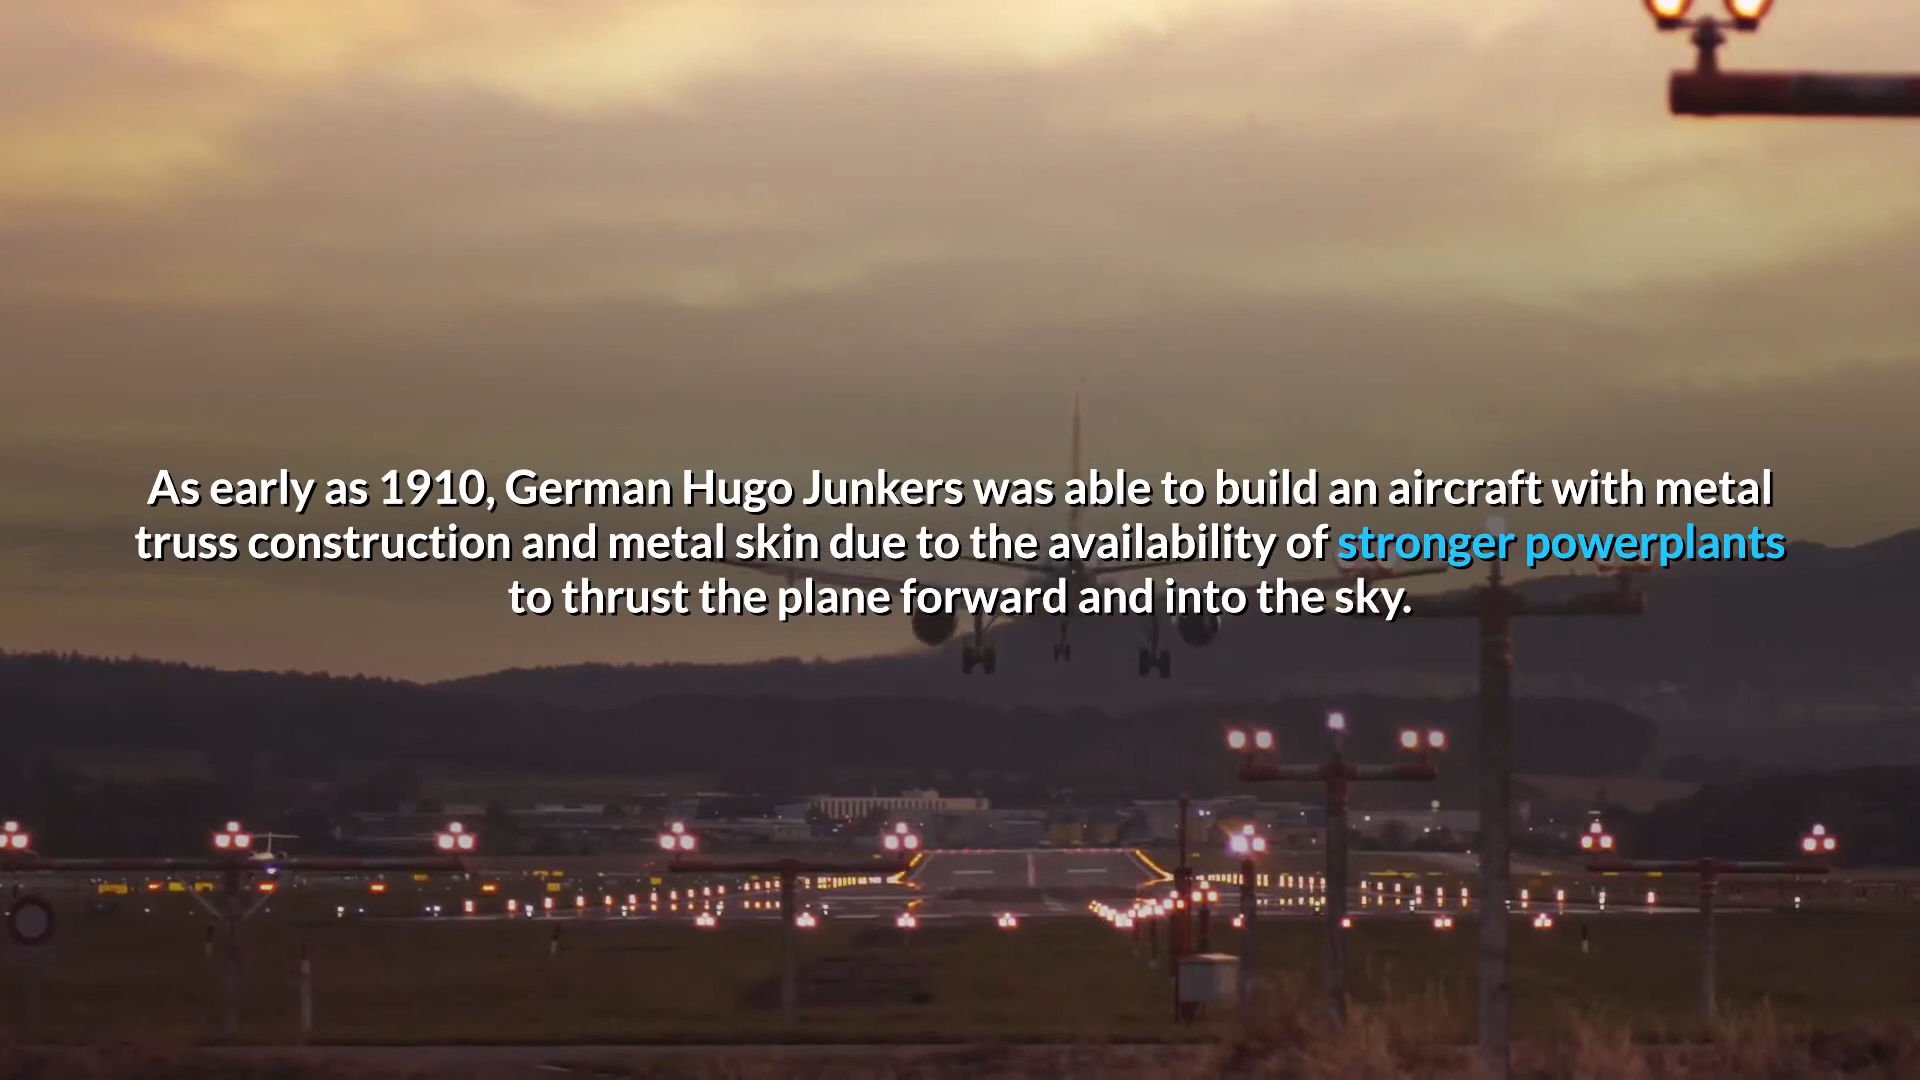 As early as 1910, German Hugo Junkers was able to build an aircraft with metal
truss construction and metal skin due to the availability of stronger powerplants
to thrust the plane forward and into the sky.